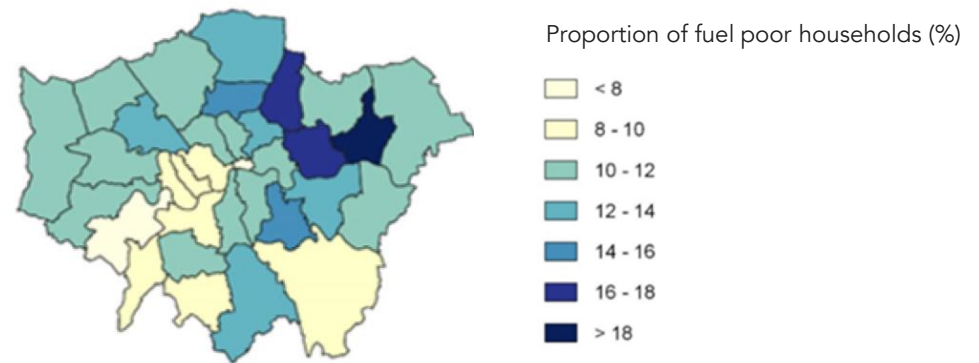 Proportion of fuel poor households (%)
< 8
8 - 10
10 - 12
12 - 14
14 - 16
16 - 18
> 18